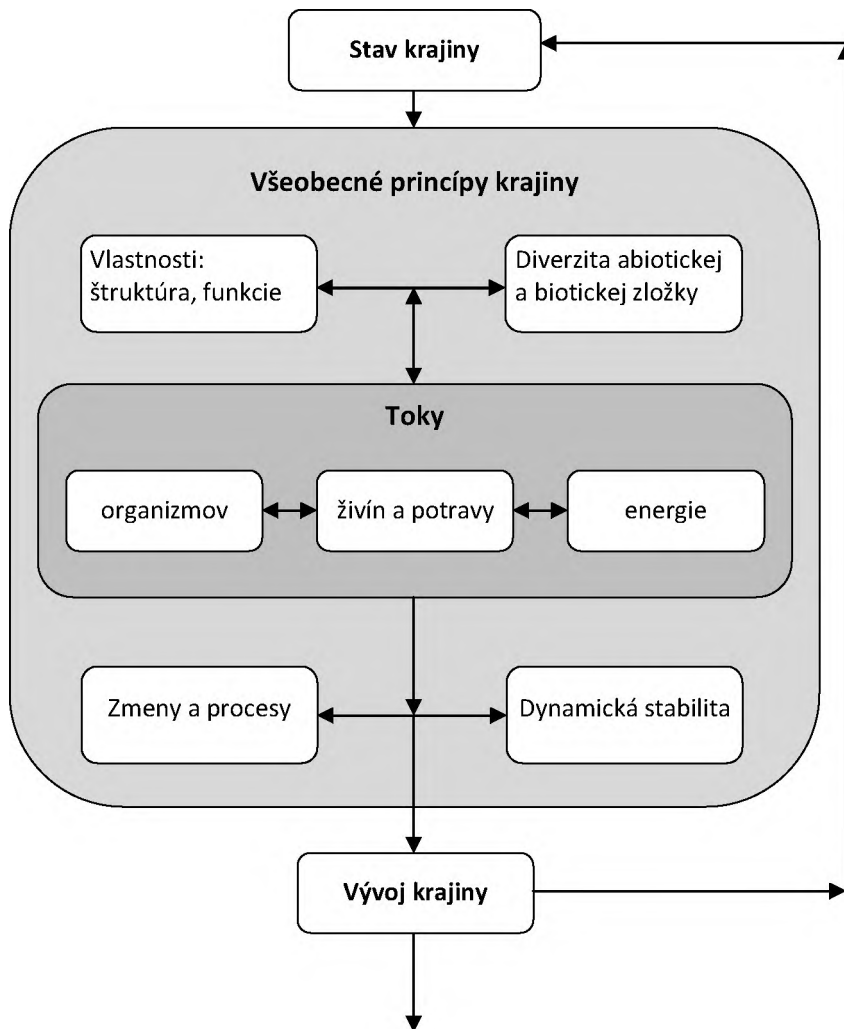 Stav krajiny
Všeobecné princípy krajiny
Vlastnosti:
štruktúra, funkcie
Diverzita abiotickej
a biotickej zložky
Toky
organizmov
živín a potravy
energie
Zmeny a procesy
Dynamická stabilita
Vývoj krajiny